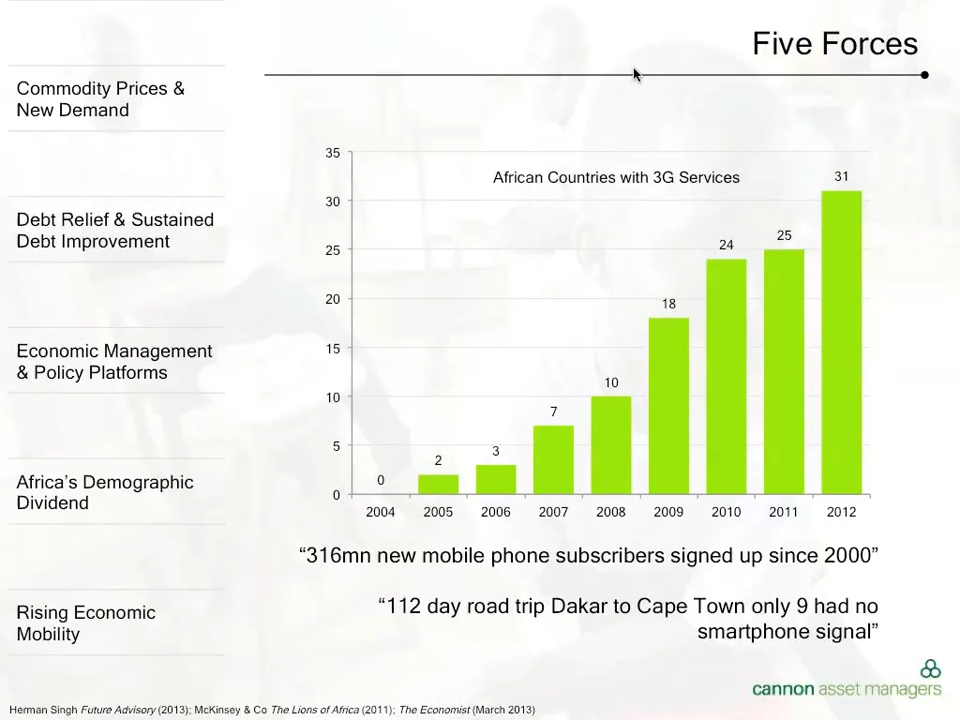 Five Forces
Commodity Prices &
New Demand
Debt Relief & Sustained
Debt Improvement
Economic Management
& Policy Platforms
Africa’s Demographic
Dividend
Rising Economic
Mobility
African Countries with 3G Services
35
30
25
20
15
10
5
0
0
2
3
7
10
18
24
25
31
2004 2005 2006 2007 2008 2009 2010 2011 2012
“316mn new mobile phone subscribers signed up since 2000”
“112 day road trip Dakar to Cape Town only 9 had no
smartphone signal”
cannon asset managers
Herman Singh Future Advisory (2013); McKinsey & Co The Lions of Africa (2011); The Economist (March 2013)